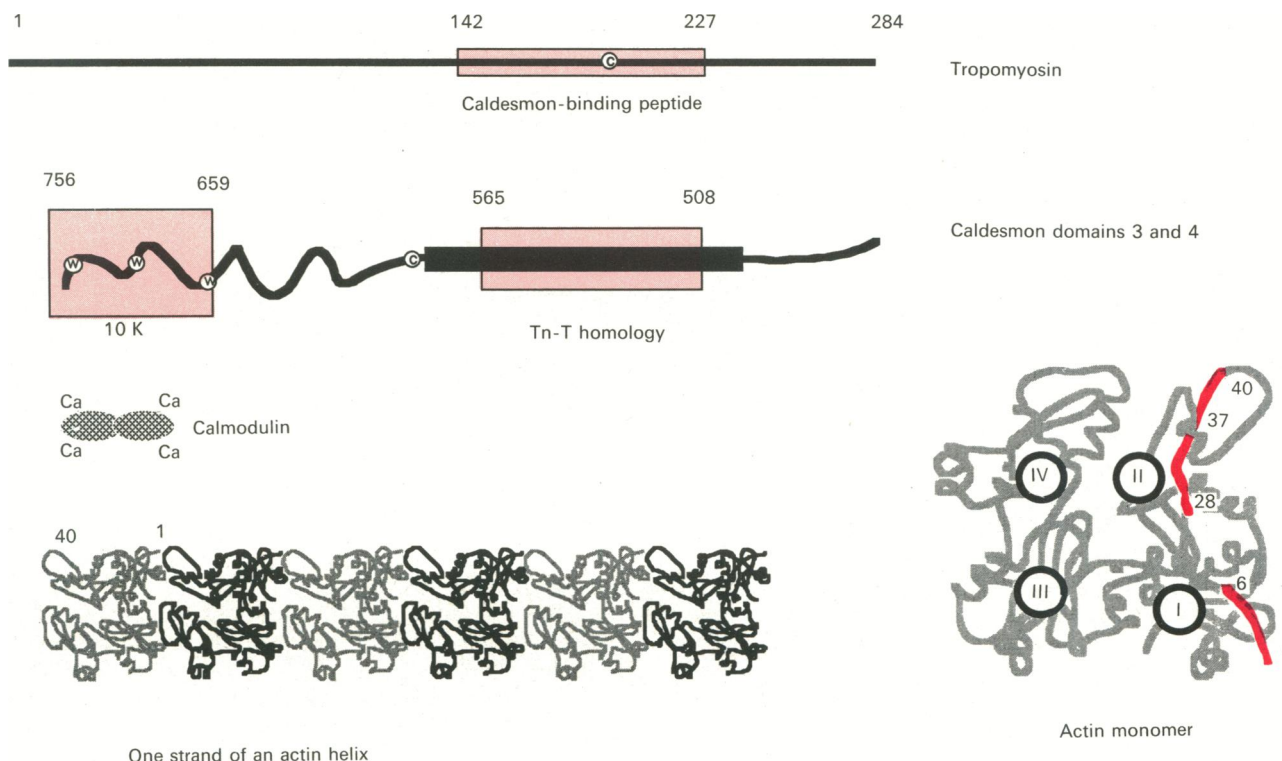 1 142 227 284
C
Tropomyosin
Caldesmon-binding peptide
756 659 565 508
Caldesmon domains 3 and 4
W W W C
10 K
Tn-T homology
Ca Ca
Calmodulin
Ca Ca
40
37
IV II
28
40 1
6
III
I
Actin monomer
One strand of an actin helix